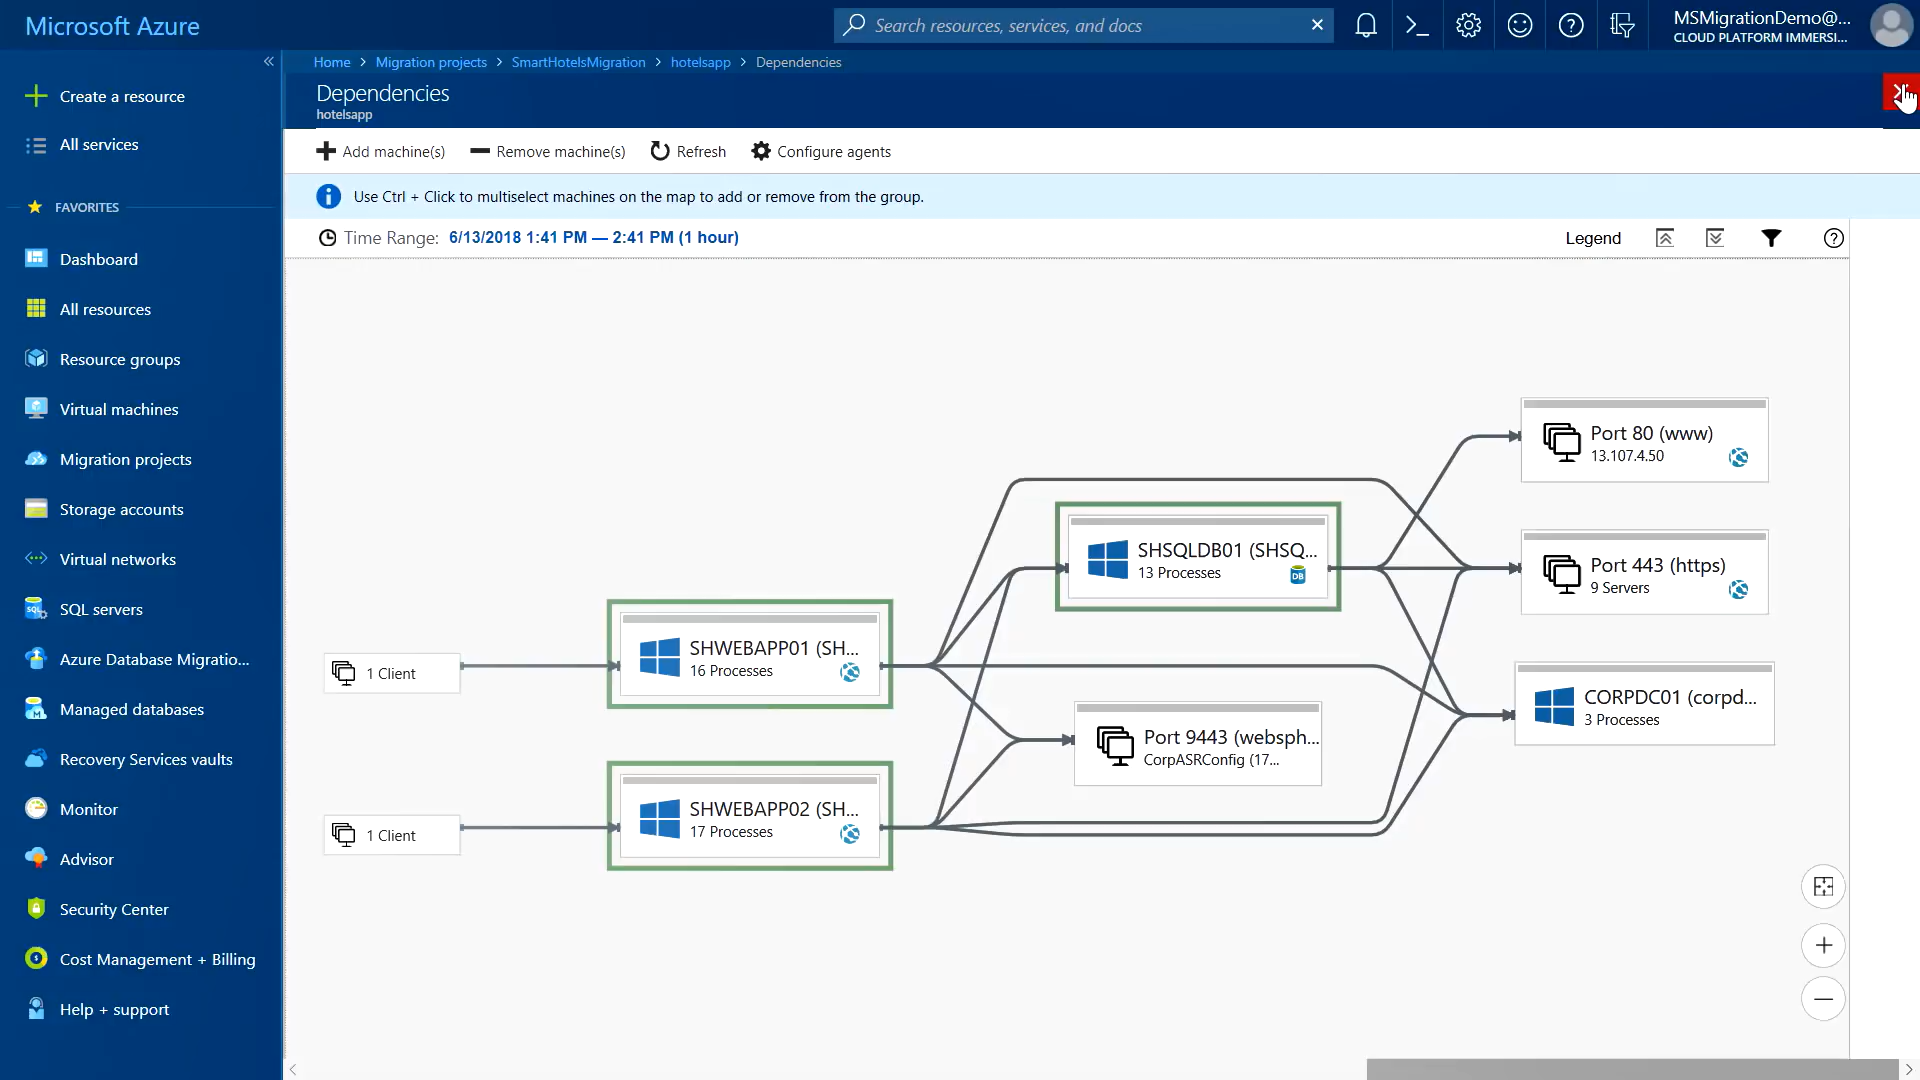 Microsoft Azure
Search resources, services, and docs
MSMigrationDemo@...
CLOUD PLATFORM IMMERSI...
Home > Migration projects > SmartHotelsMigration > hotelsapp > Dependencies
Dependencies
hotelsapp
Create a resource
All services
FAVORITES
Dashboard
All resources
Resource groups
Virtual machines
Migration projects
Storage accounts
Virtual networks
SQL servers
Azure Database Migratio...
Managed databases
Recovery Services vaults
Monitor
Advisor
Security Center
Cost Management + Billing
Help + support
Add machine(s) Remove machine(s) Refresh Configure agents
Use Ctrl + Click to multiselect machines on the map to add or remove from the group.
Time Range: 6/13/2018 1:41 PM — 2:41 PM (1 hour)
Legend
1 Client
1 Client
SHWEBAPP01 (SH...
16 Processes
SHWEBAPP02 (SH...
17 Processes
SHSQLDB01 (SHSQ...
13 Processes
DB
Port 9443 (websph...
CorpASRConfig (17...
Port 80 (www)
13.107.4.50
Port 443 (https)
9 Servers
CORPDC01 (corpd...
3 Processes